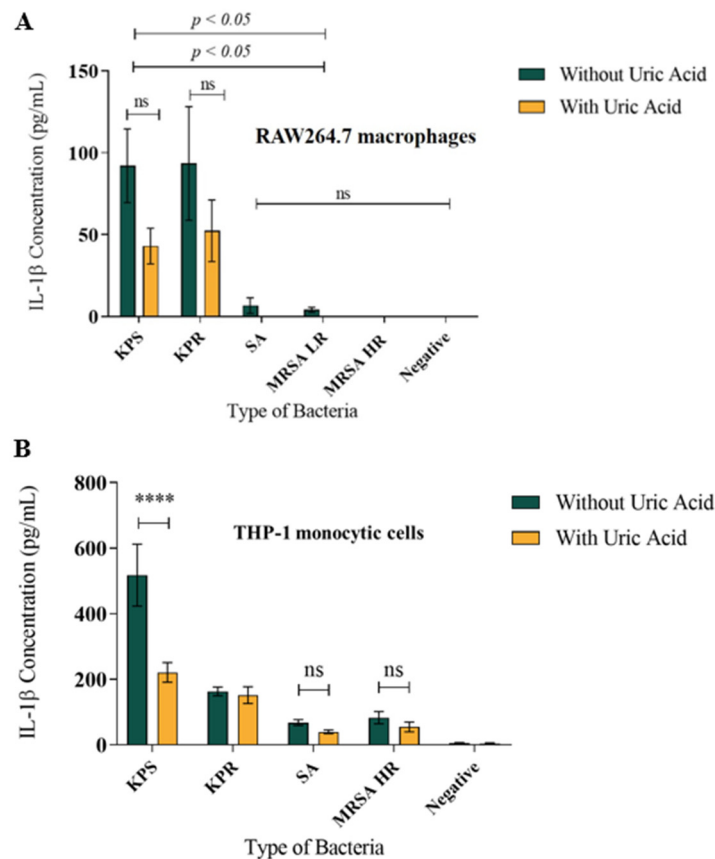 A
p < 0.05
p < 0.05
150
ns
ns
Without Uric Acid
With Uric Acid
RAW264.7 macrophages
100
ns
50
0
IL-1β Concentration (pg/mL)
KPS
KPR
SA
MRSA LR
MRSA HR
Negative
Type of Bacteria
B
800
****
Without Uric Acid
With Uric Acid
THP-1 monocytic cells
600
400
ns
ns
200
0
IL-1β Concentration (pg/mL)
KPS
KPR
SA
MRSA HR
Negative
Type of Bacteria